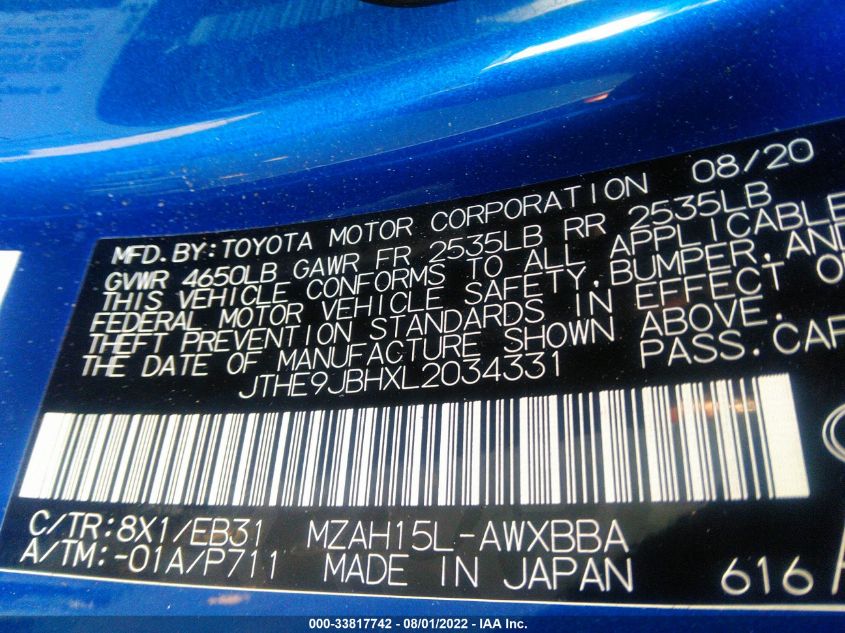 MFD.BY:TOYOTA MOTOR CORPORATION 08/20
GVWR 4650LB GAWR FR 2535LB RR 2535LB
THIS VEHICLE CONFORMS TO ALL APPLICABLE
FEDERAL MOTOR VEHICLE SAFETY,BUMPER,AND
THEFT PREVENTION STANDARDS IN EFFECT O
THE DATE OF MANUFACTURE SHOWN ABOVE.
JTHE9JBHXL2034331 PASS.CAR
C/TR:8X1/EB31 MZAH15L-AWXBBA
A/TM:-01A/P711 MADE IN JAPAN 616
000-33817742 - 08/01/2022 - IAA Inc.